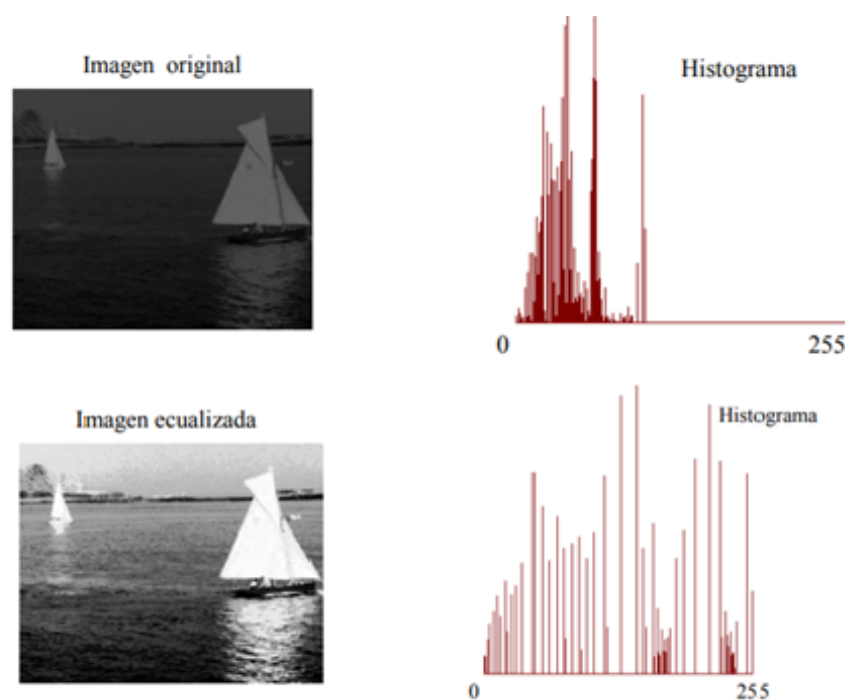 Imagen original
Histograma
0 255
Imagen ecualizada
Histograma
0 255